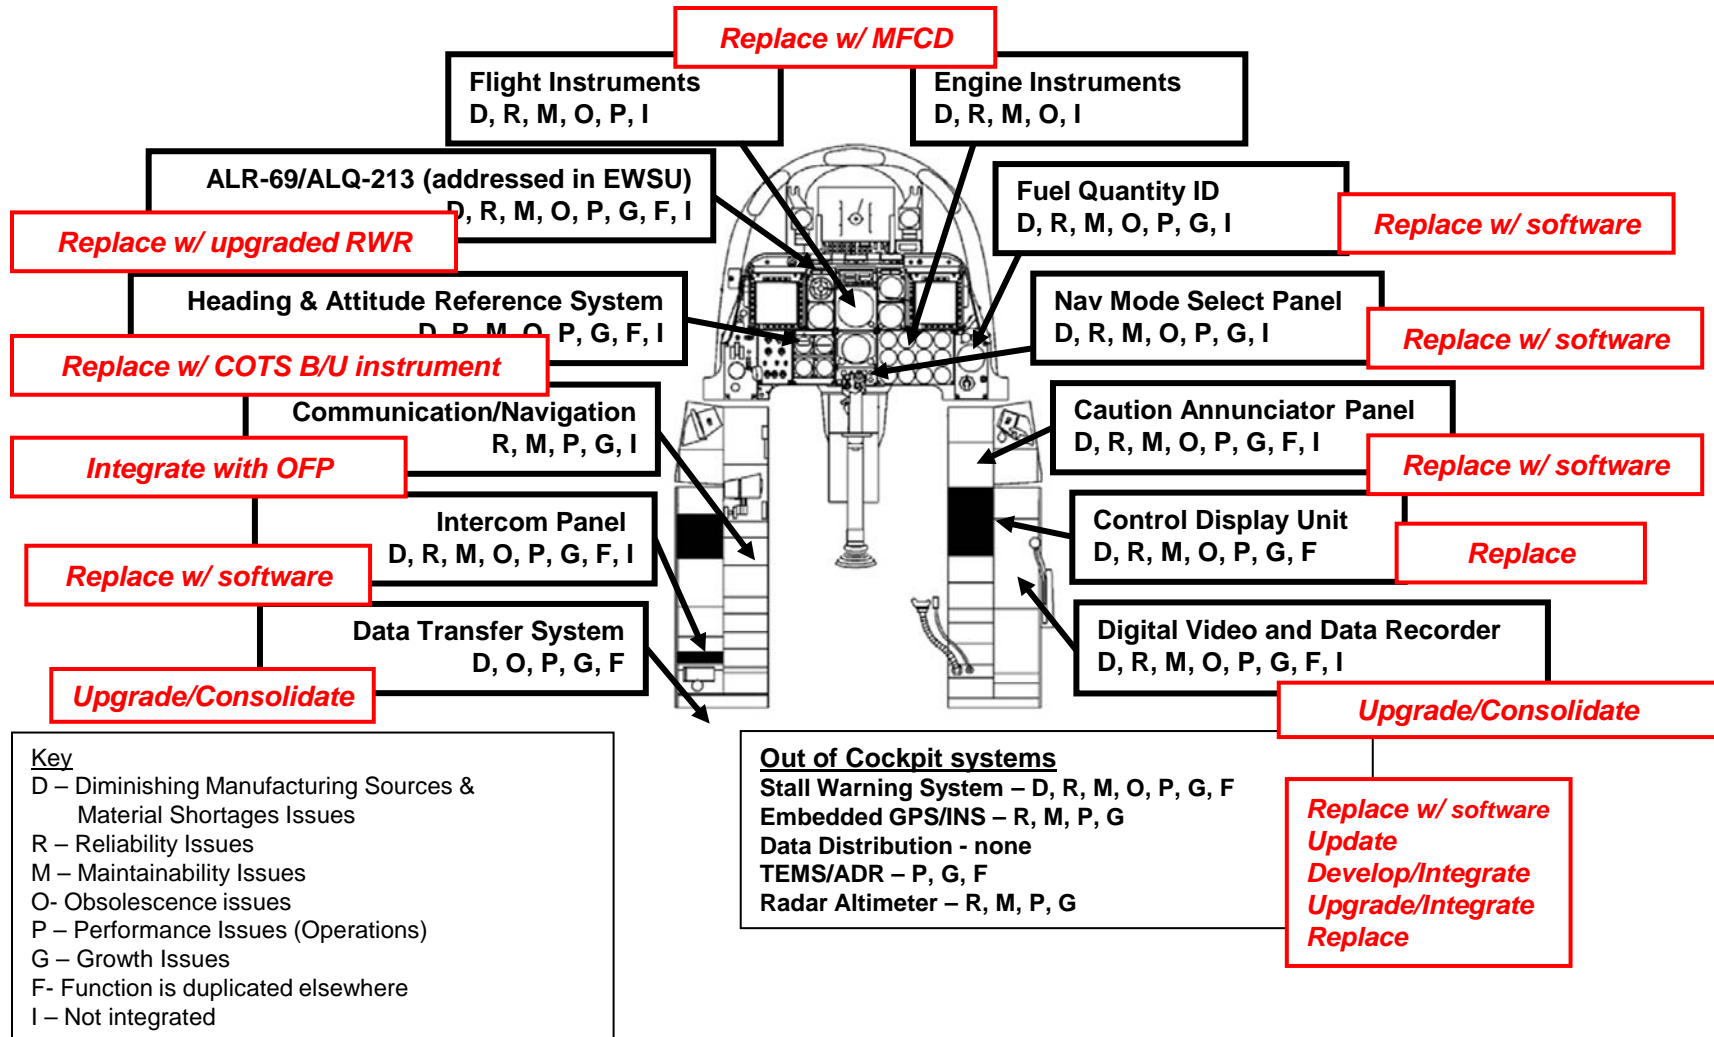 Replace w/ MFCD
Flight Instruments
D, R, M, O, P, I
Engine Instruments
D, R, M, O, I
ALR-69/ALQ-213 (addressed in EWSU)
D, R, M, O, P, G, F, I
Replace w/ upgraded RWR
Fuel Quantity ID
D, R, M, O, P, G, I
Replace w/ software
Heading & Attitude Reference System
D, R, M, O, P, G, F, I
Replace w/ COTS B/U instrument
Nav Mode Select Panel
D, R, M, O, P, G, I
Replace w/ software
Communication/Navigation
R, M, P, G, I
Integrate with OFP
Caution Annunciator Panel
D, R, M, O, P, G, F, I
Replace w/ software
Intercom Panel
D, R, M, O, P, G, F, I
Replace w/ software
Control Display Unit
D, R, M, O, P, G, F
Replace
Data Transfer System
D, O, P, G, F
Upgrade/Consolidate
Digital Video and Data Recorder
D, R, M, O, P, G, F, I
Upgrade/Consolidate
Key
D – Diminishing Manufacturing Sources &
Material Shortages Issues
R – Reliability Issues
M – Maintainability Issues
O- Obsolescence issues
P – Performance Issues (Operations)
G – Growth Issues
F- Function is duplicated elsewhere
I – Not integrated
Out of Cockpit systems
Stall Warning System – D, R, M, O, P, G, F
Embedded GPS/INS – R, M, P, G
Data Distribution - none
TEMS/ADR – P, G, F
Radar Altimeter – R, M, P, G
Replace w/ software
Update
Develop/Integrate
Upgrade/Integrate
Replace